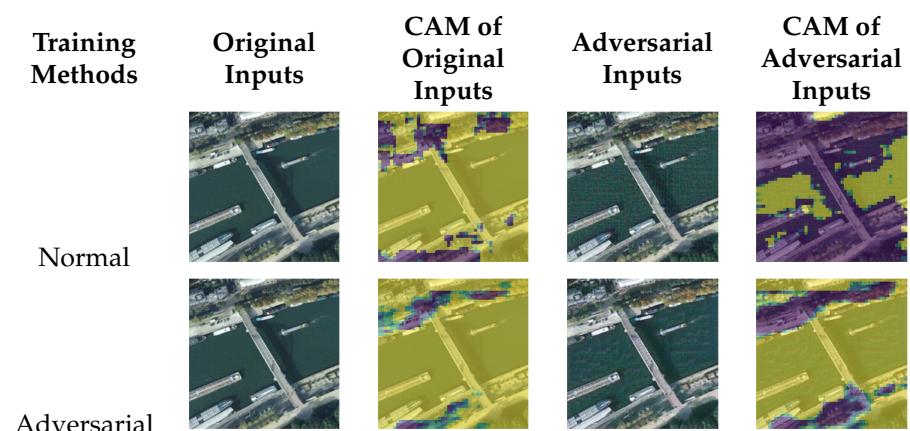 Training Methods
Original Inputs
CAM of Original Inputs
Adversarial Inputs
CAM of Adversarial Inputs
Normal
Adversarial